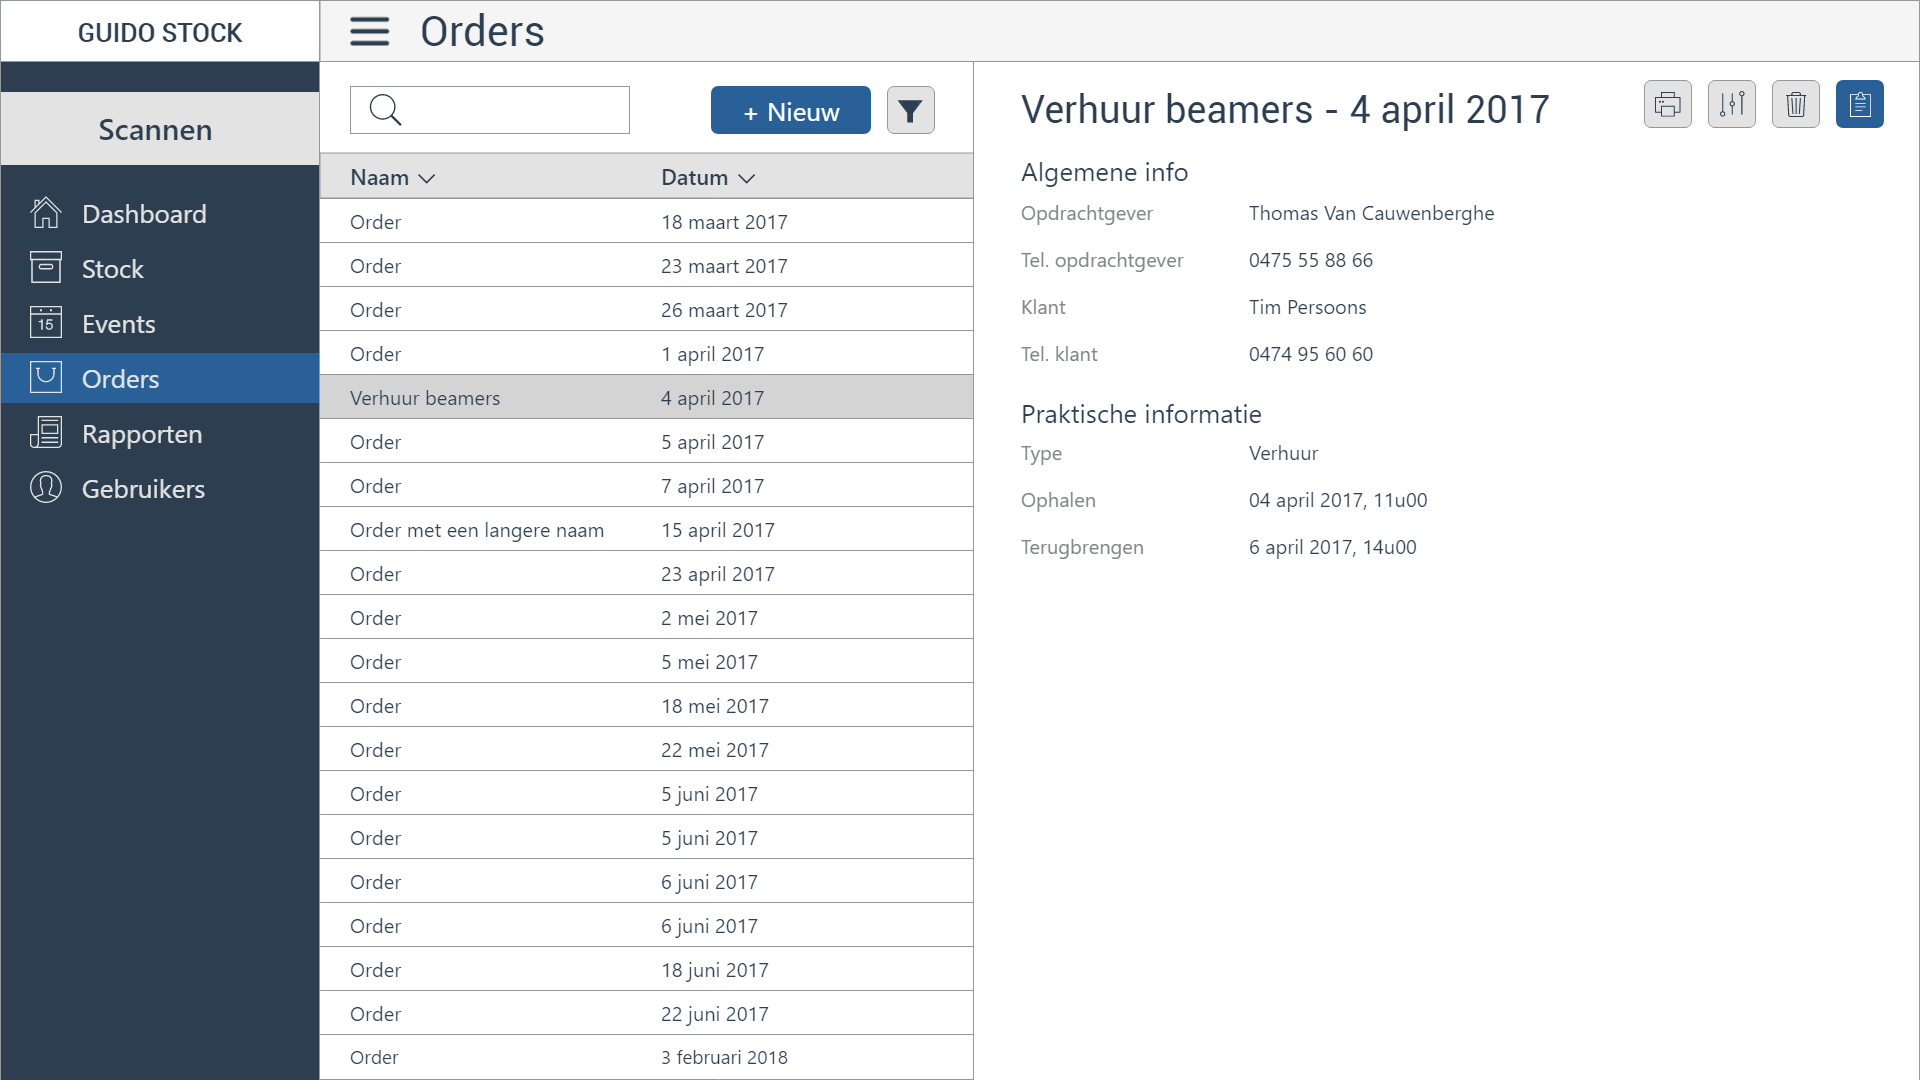 GUIDO STOCK
Orders
Scannen
Dashboard
Stock
15
Events
Orders
Rapporten
Gebruikers
+ Nieuw
Naam Datum
Order 18 maart 2017
Order 23 maart 2017
Order 26 maart 2017
Order 1 april 2017
Verhuur beamers 4 april 2017
Order 5 april 2017
Order 7 april 2017
Order met een langere naam 15 april 2017
Order 23 april 2017
Order 2 mei 2017
Order 5 mei 2017
Order 18 mei 2017
Order 22 mei 2017
Order 5 juni 2017
Order 5 juni 2017
Order 6 juni 2017
Order 6 juni 2017
Order 18 juni 2017
Order 22 juni 2017
Order 3 februari 2018
Verhuur beamers - 4 april 2017
Algemene info
Opdrachtgever Thomas Van Cauwenberghe
Tel. opdrachtgever 0475 55 88 66
Klant Tim Persoons
Tel. klant 0474 95 60 60
Praktische informatie
Type Verhuur
Ophalen 04 april 2017, 11u00
Terugbrengen 6 april 2017, 14u00